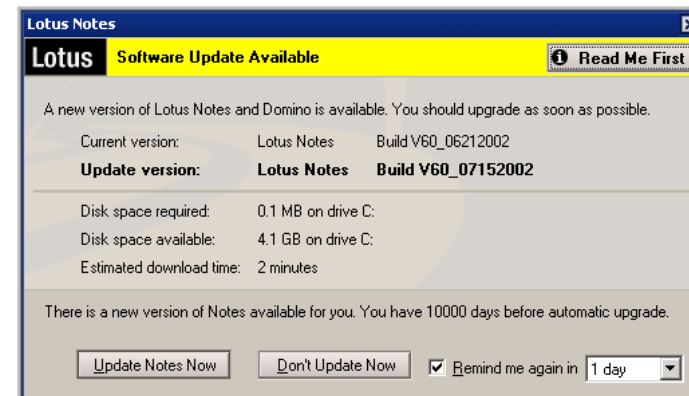 Lotus Notes
Lotus Software Update Available Read Me First
A new version of Lotus Notes and Domino is available. You should upgrade as soon as possible.
Current version: Lotus Notes Build V60_06212002
Update version: Lotus Notes Build V60_07152002
Disk space required: 0.1 MB on drive C:
Disk space available: 4.1 GB on drive C:
Estimated download time: 2 minutes
There is a new version of Notes available for you. You have 10000 days before automatic upgrade.
Update Notes Now Don't Update Now Remind me again in 1 day